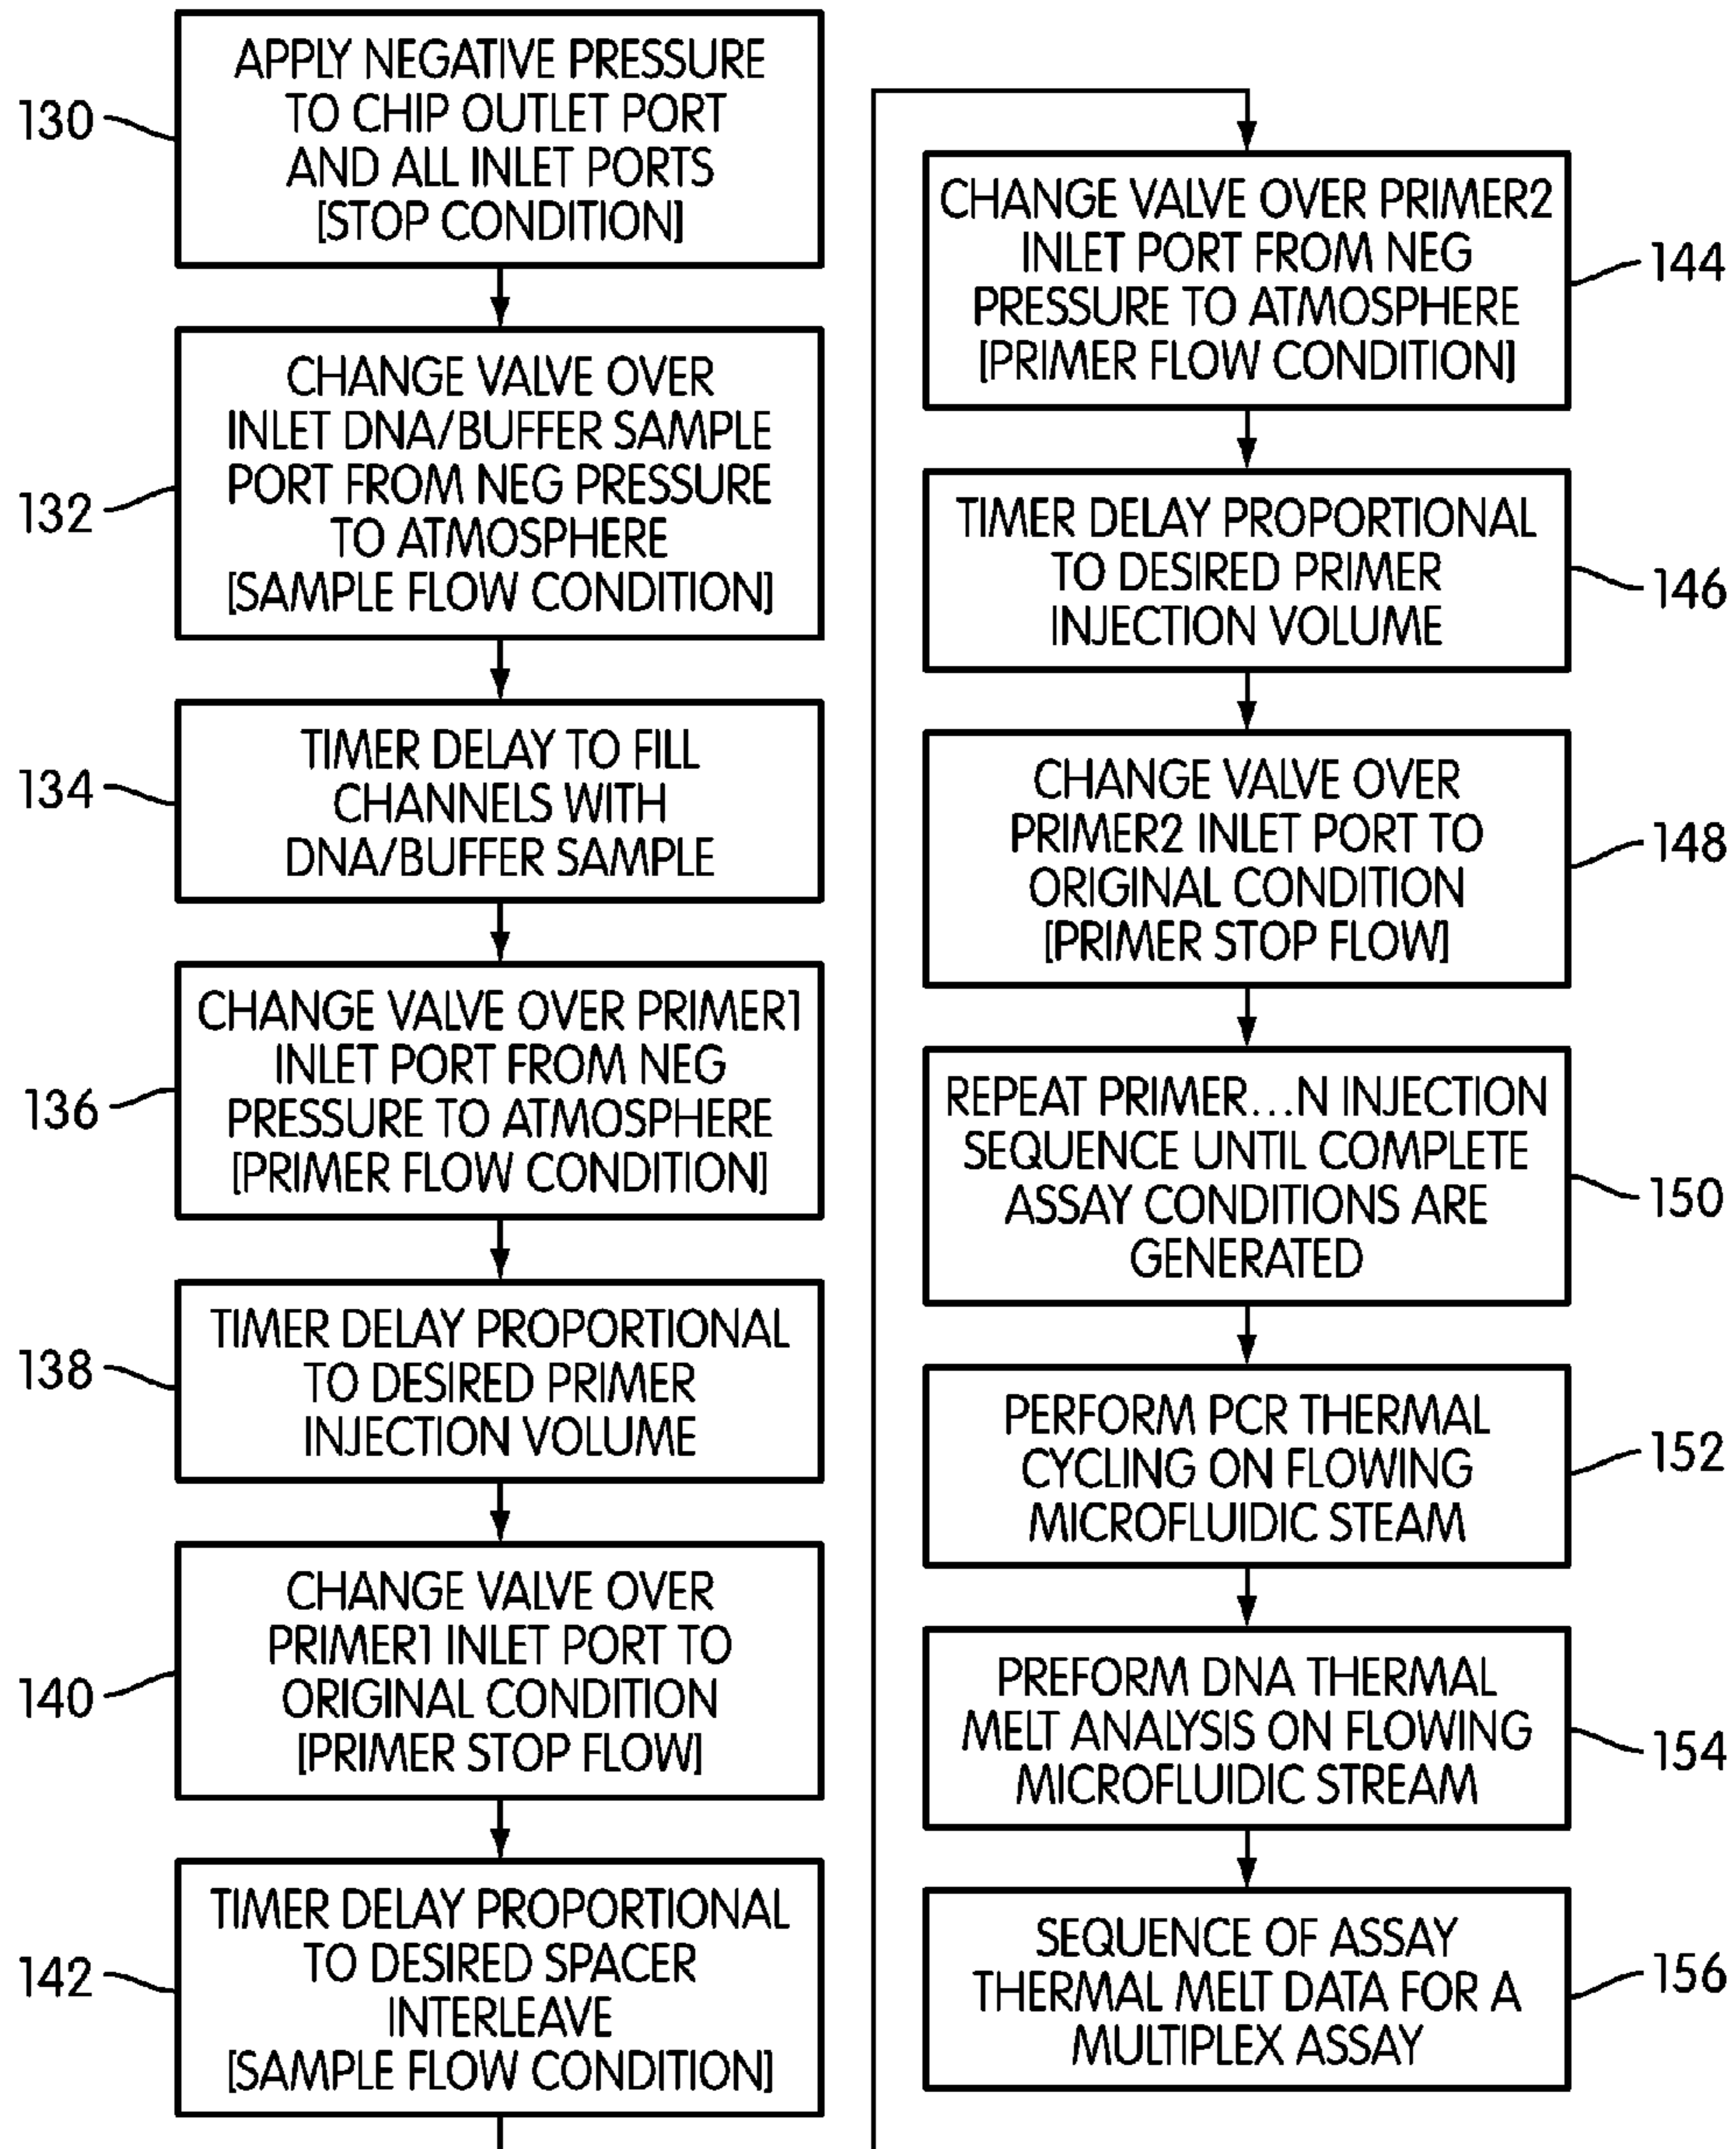 130
APPLY NEGATIVE PRESSURE
TO CHIP OUTLET PORT
AND ALL INLET PORTS
[STOP CONDITION]
132
CHANGE VALVE OVER
INLET DNA/BUFFER SAMPLE
PORT FROM NEG PRESSURE
TO ATMOSPHERE
[SAMPLE FLOW CONDITION]
134
TIMER DELAY TO FILL
CHANNELS WITH
DNA/BUFFER SAMPLE
136
CHANGE VALVE OVER PRIMER1
INLET PORT FROM NEG
PRESSURE TO ATMOSPHERE
[PRIMER FLOW CONDITION]
138
TIMER DELAY PROPORTIONAL
TO DESIRED PRIMER
INJECTION VOLUME
140
CHANGE VALVE OVER
PRIMER1 INLET PORT TO
ORIGINAL CONDITION
[PRIMER STOP FLOW]
142
TIMER DELAY PROPORTIONAL
TO DESIRED SPACER
INTERLEAVE
[SAMPLE FLOW CONDITION]
CHANGE VALVE OVER PRIMER2
INLET PORT FROM NEG
PRESSURE TO ATMOSPHERE
[PRIMER FLOW CONDITION]
144
TIMER DELAY PROPORTIONAL
TO DESIRED PRIMER
INJECTION VOLUME
146
CHANGE VALVE OVER
PRIMER2 INLET PORT TO
ORIGINAL CONDITION
[PRIMER STOP FLOW]
148
REPEAT PRIMER...N INJECTION
SEQUENCE UNTIL COMPLETE
ASSAY CONDITIONS ARE
GENERATED
150
PERFORM PCR THERMAL
CYCLING ON FLOWING
MICROFLUIDIC STEAM
152
PREFORM DNA THERMAL
MELT ANALYSIS ON FLOWING
MICROFLUIDIC STREAM
154
SEQUENCE OF ASSAY
THERMAL MELT DATA FOR A
MULTIPLEX ASSAY
156